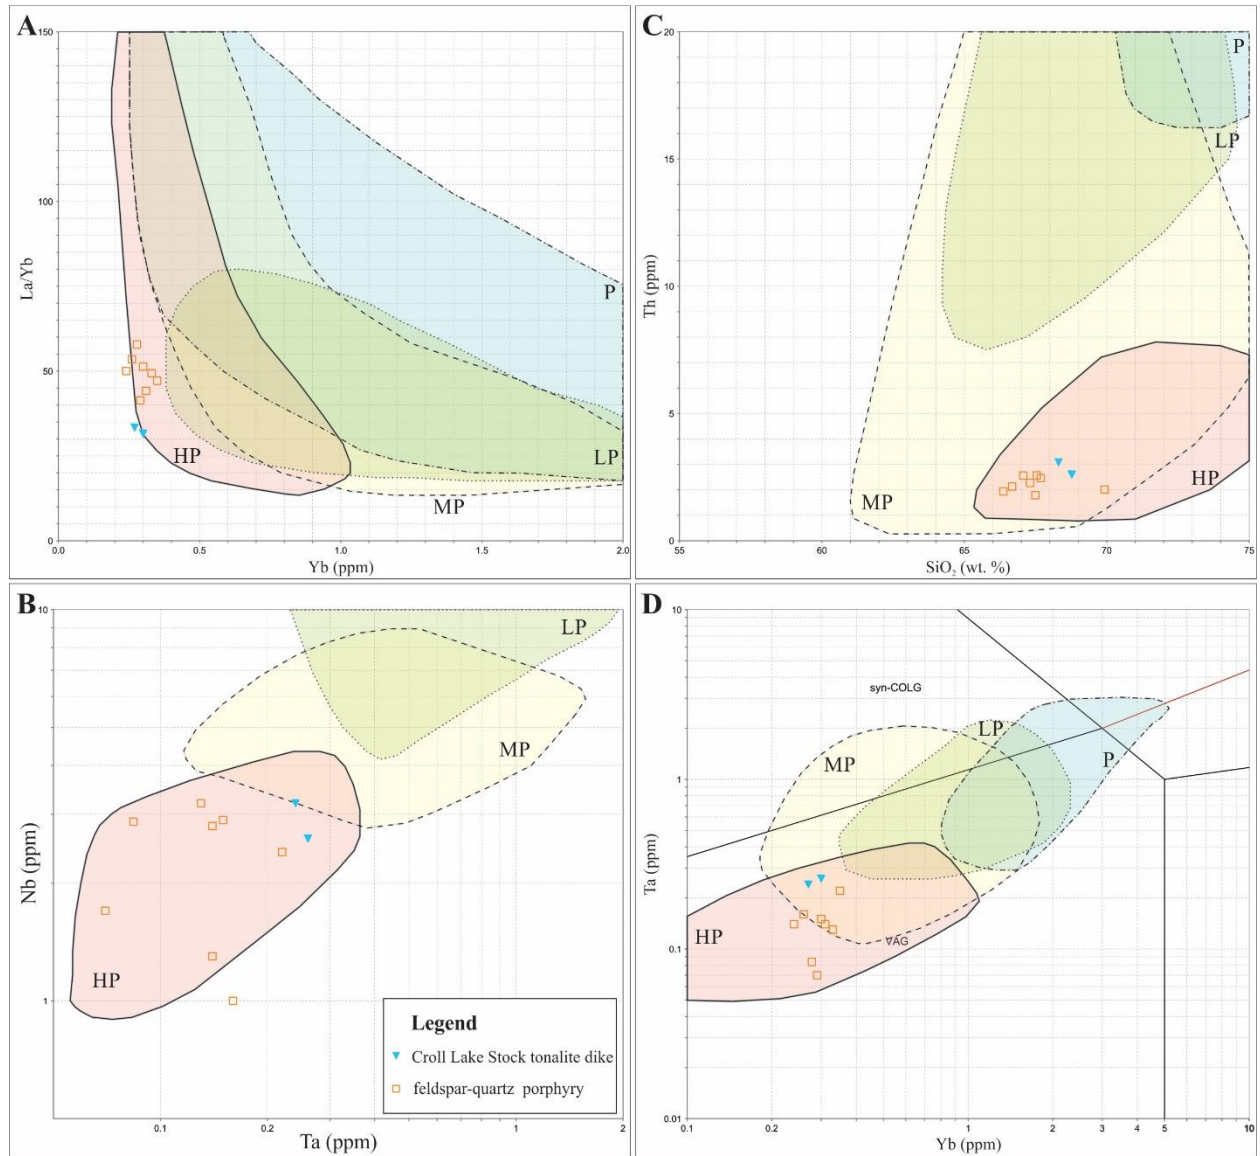 A
150
100
50
0
La/Yb
P
HP
LP
MP
0.0
0.5
1.0
1.5
2.0
Yb (ppm)
C
20
15
10
5
0
Th (ppm)
P
LP
MP
HP
55
60
65
70
75
SiO₂ (wt. %)
B
10
1
Nb (ppm)
LP
MP
HP
0.1
0.2
1
2
Ta (ppm)
Legend
Croll Lake Stock tonalite dike
feldspar-quartz porphyry
D
10
1
0.1
0.01
Ta (ppm)
syn-COLG
LP
MP
P
HP
VAG
0.1
0.2
1
2
3
4
5
10
Yb (ppm)